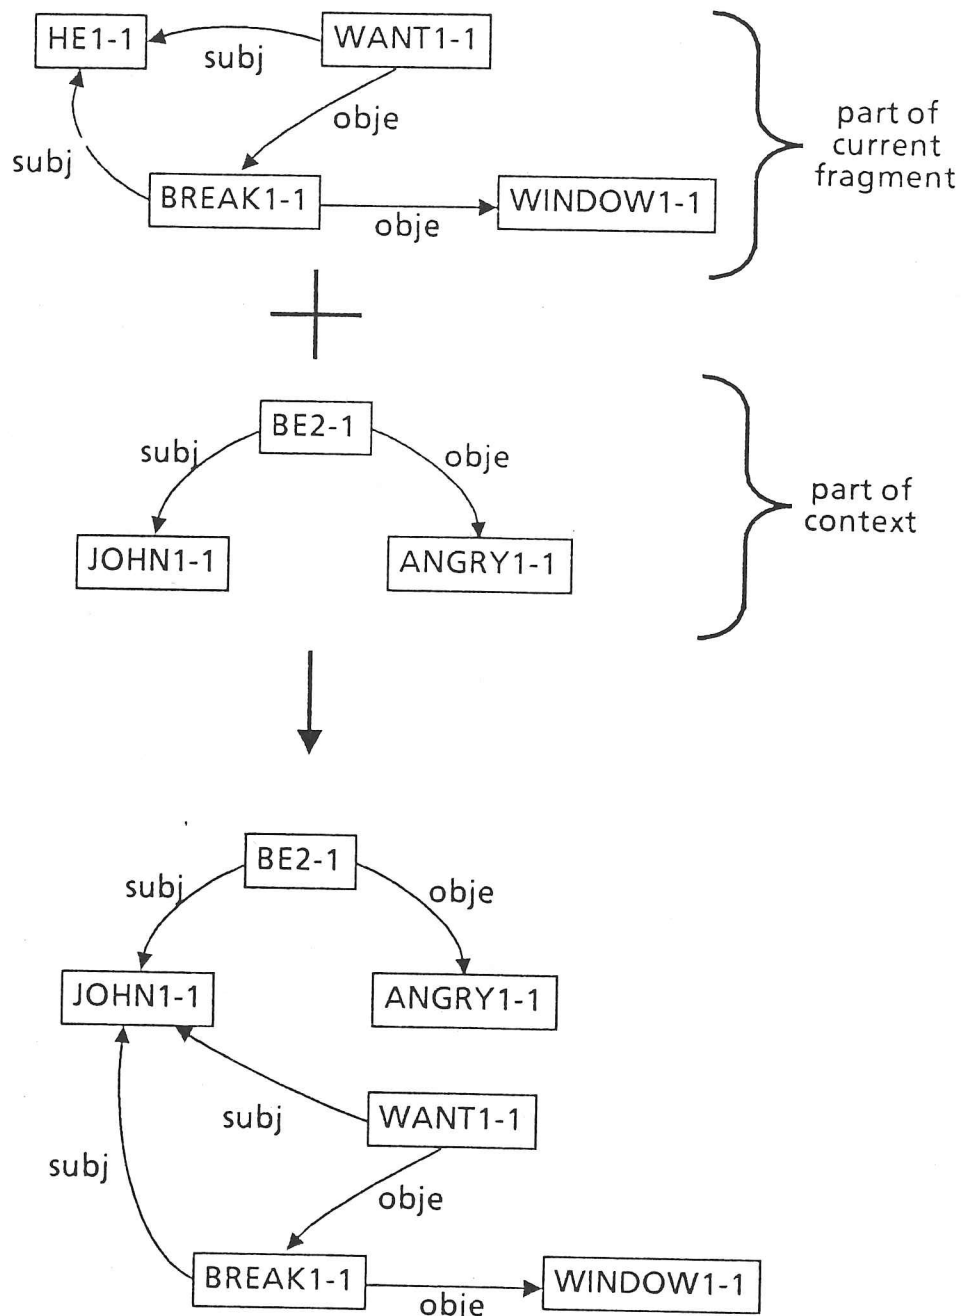 HE1-1
WANT1-1
subj
obje
part of
current
fragment
subj
BREAK1-1
WINDOW1-1
obje
BE2-1
subj
obje
part of
context
JOHN1-1
ANGRY1-1
BE2-1
subj
obje
JOHN1-1
ANGRY1-1
WANT1-1
subj
subj
obje
BREAK1-1
WINDOW1-1
obje